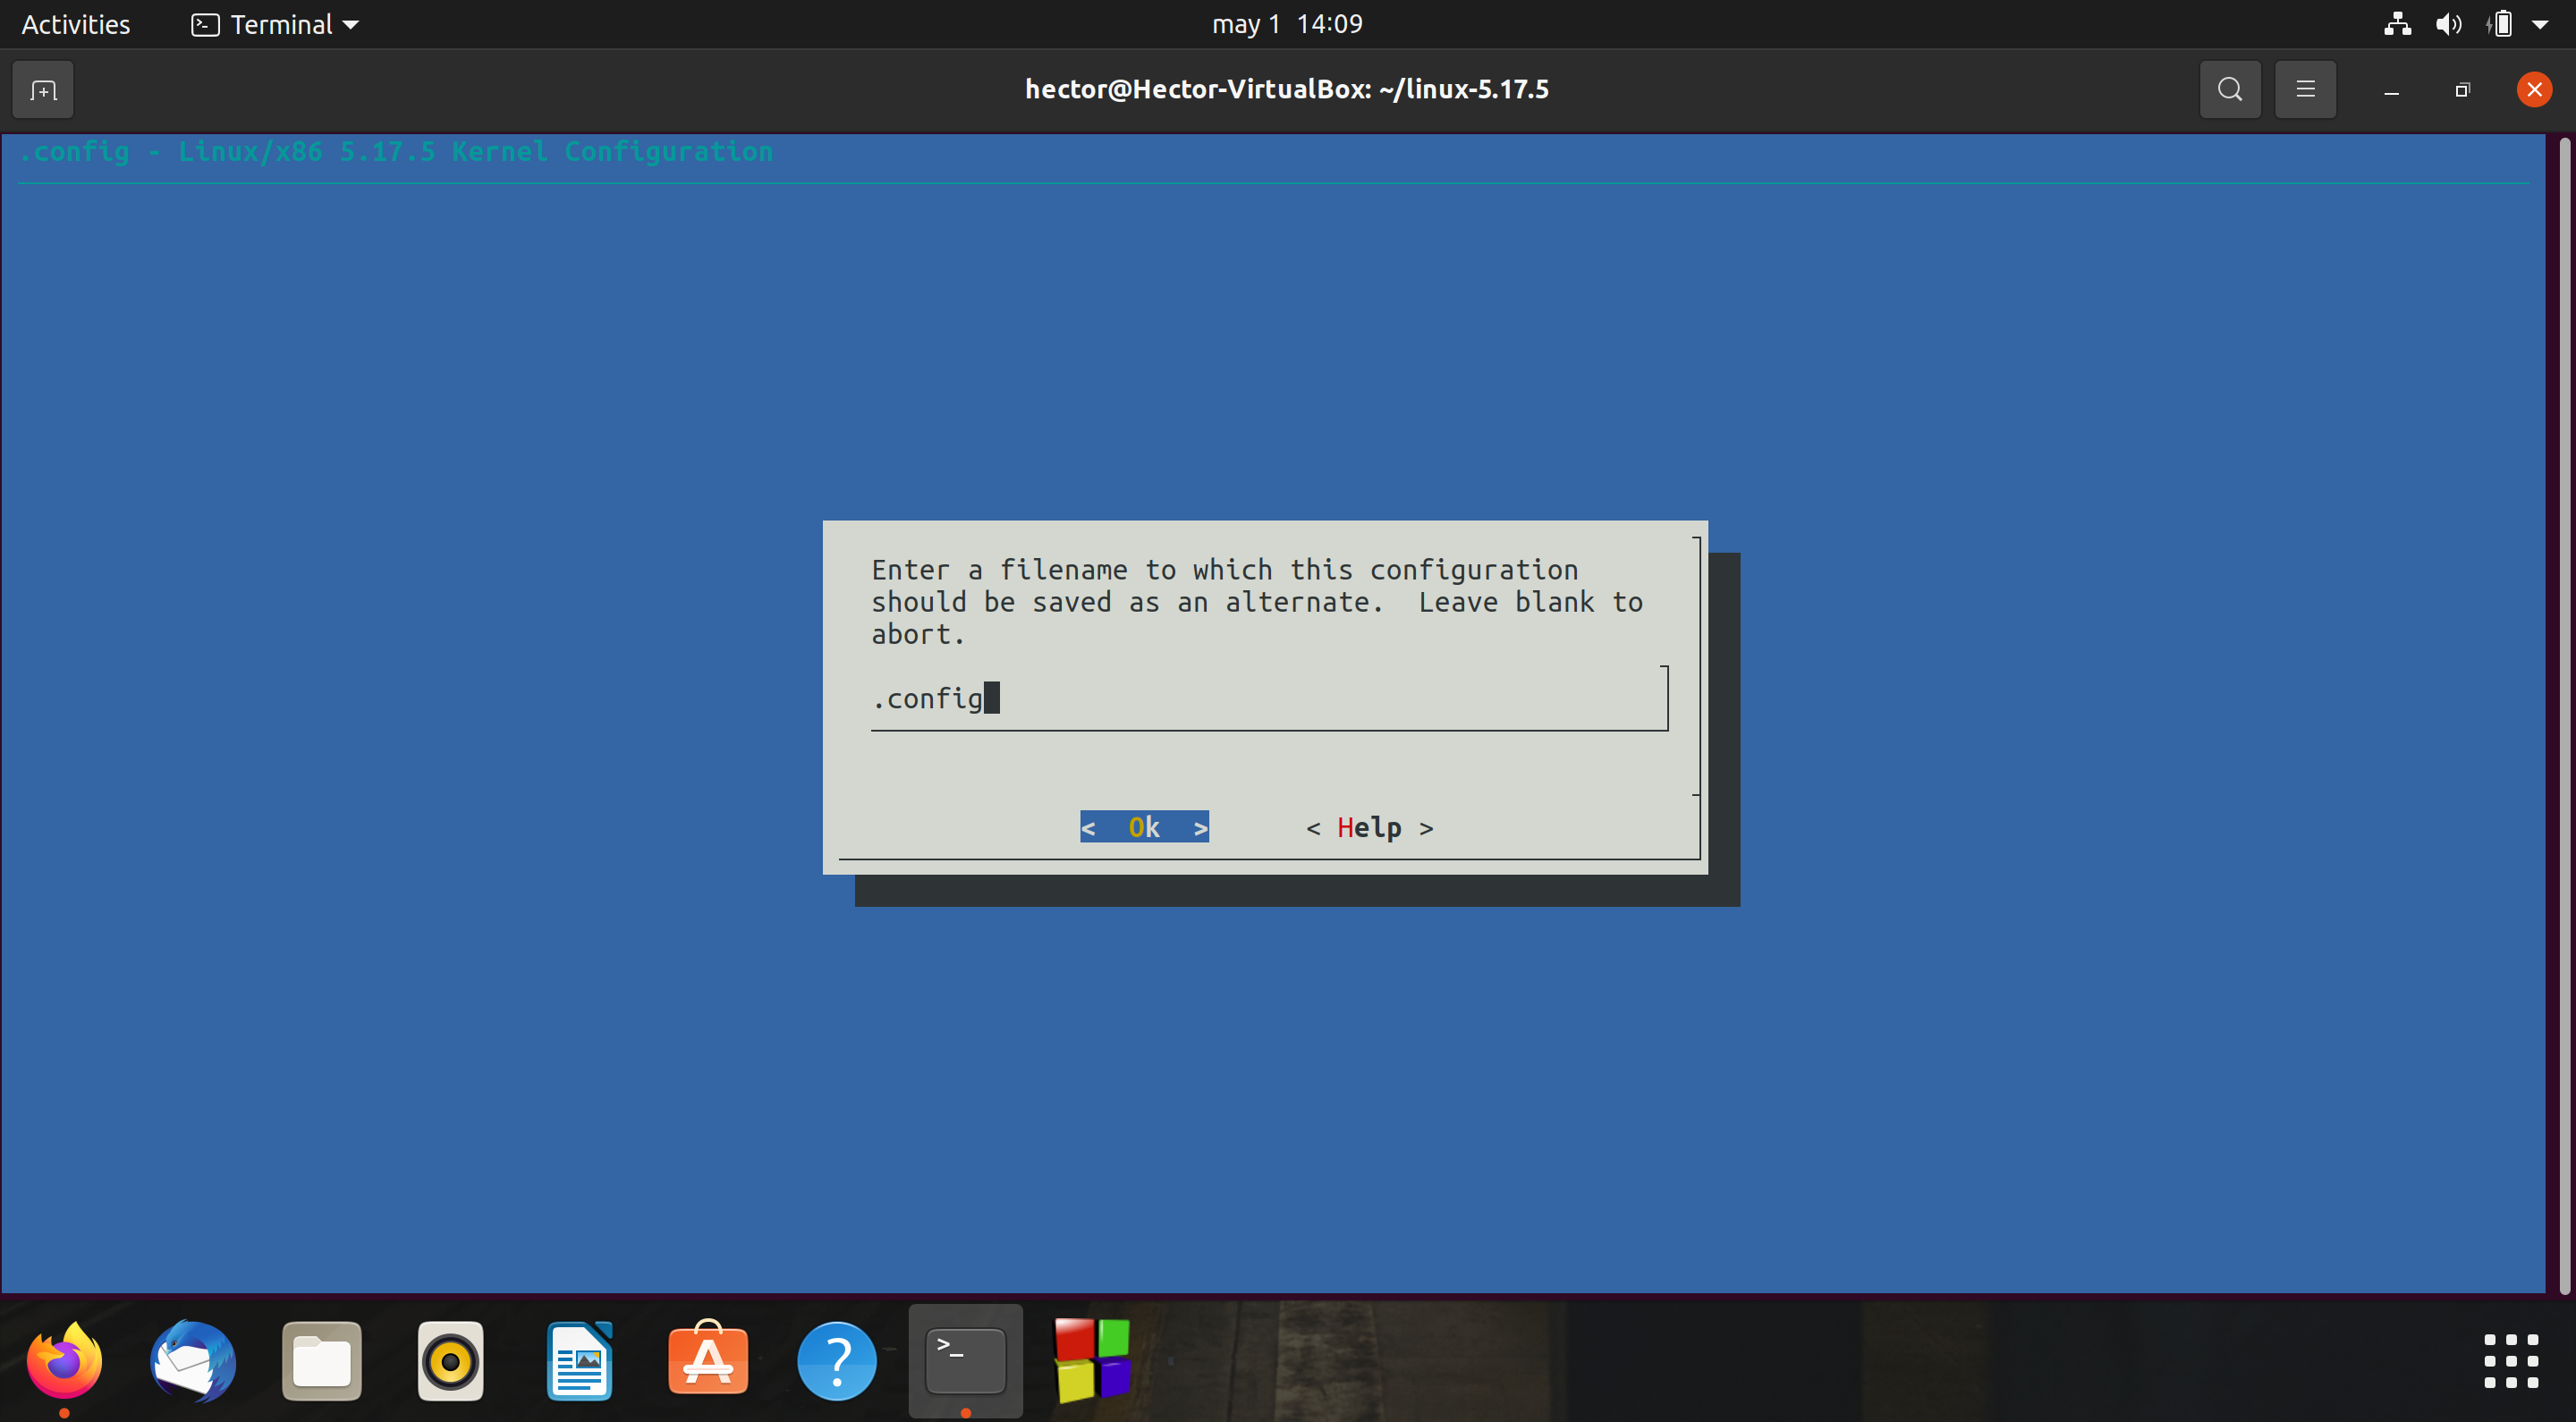 Activities
Terminal
may 1 14:09
hector@Hector-VirtualBox: ~/linux-5.17.5
.config - Linux/x86 5.17.5 Kernel Configuration
Enter a filename to which this configuration
should be saved as an alternate.  Leave blank to
abort.
.config
<  Ok  > < Help >